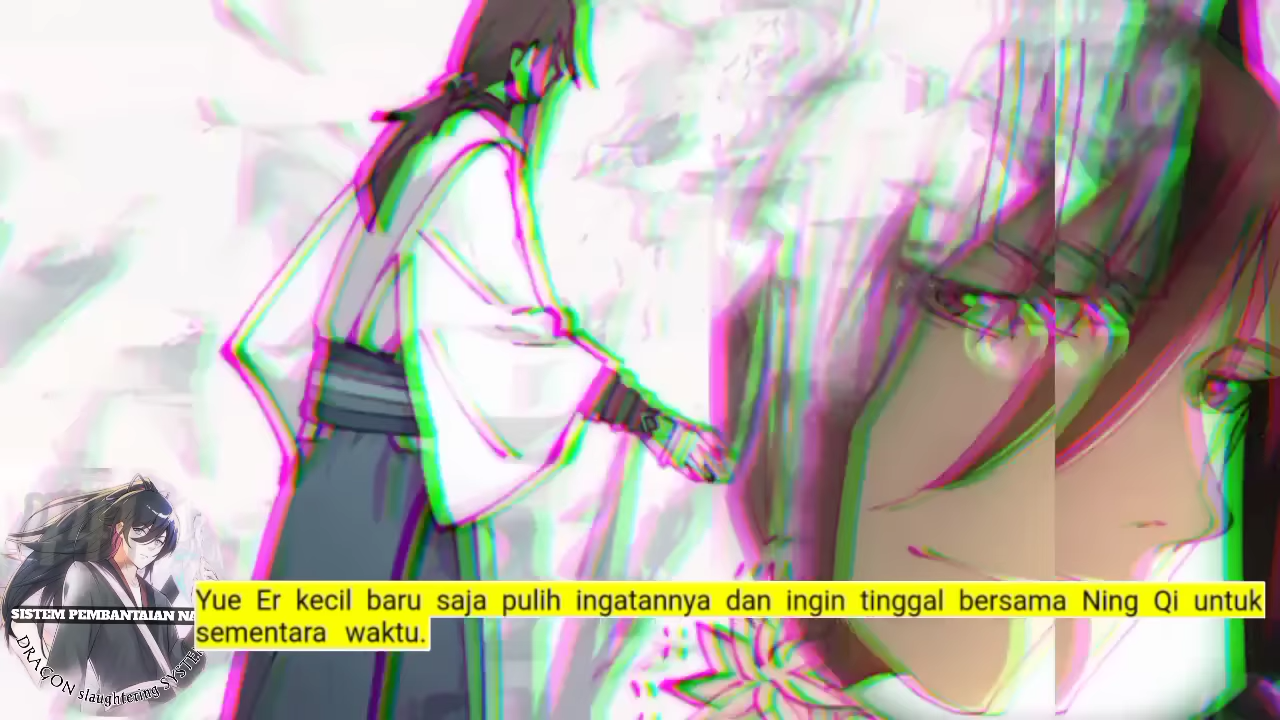 Yue Er kecil baru saja pulih ingatannya dan ingin tinggal bersama Ning Qi untuk
sementara waktu.
SISTEM PEMBANTAIAN NA
DRAGON slaughtering SYSTE